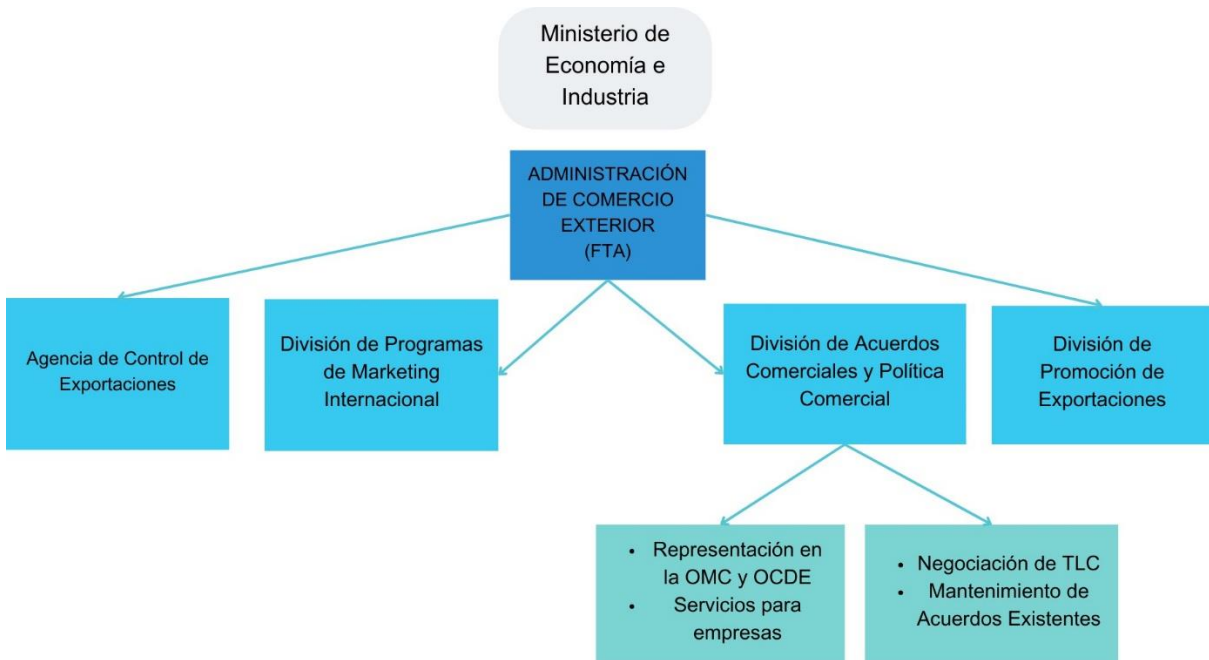 Ministerio de
Economía e
Industria
ADMINISTRACIÓN
DE COMERCIO
EXTERIOR
(FTA)
Agencia de Control de
Exportaciones
División de Programas
de Marketing
Internacional
División de Acuerdos
Comerciales y Política
Comercial
División de
Promoción de
Exportaciones
• Representación en
la OMC y OCDE
• Servicios para
empresas
• Negociación de TLC
• Mantenimiento de
Acuerdos Existentes